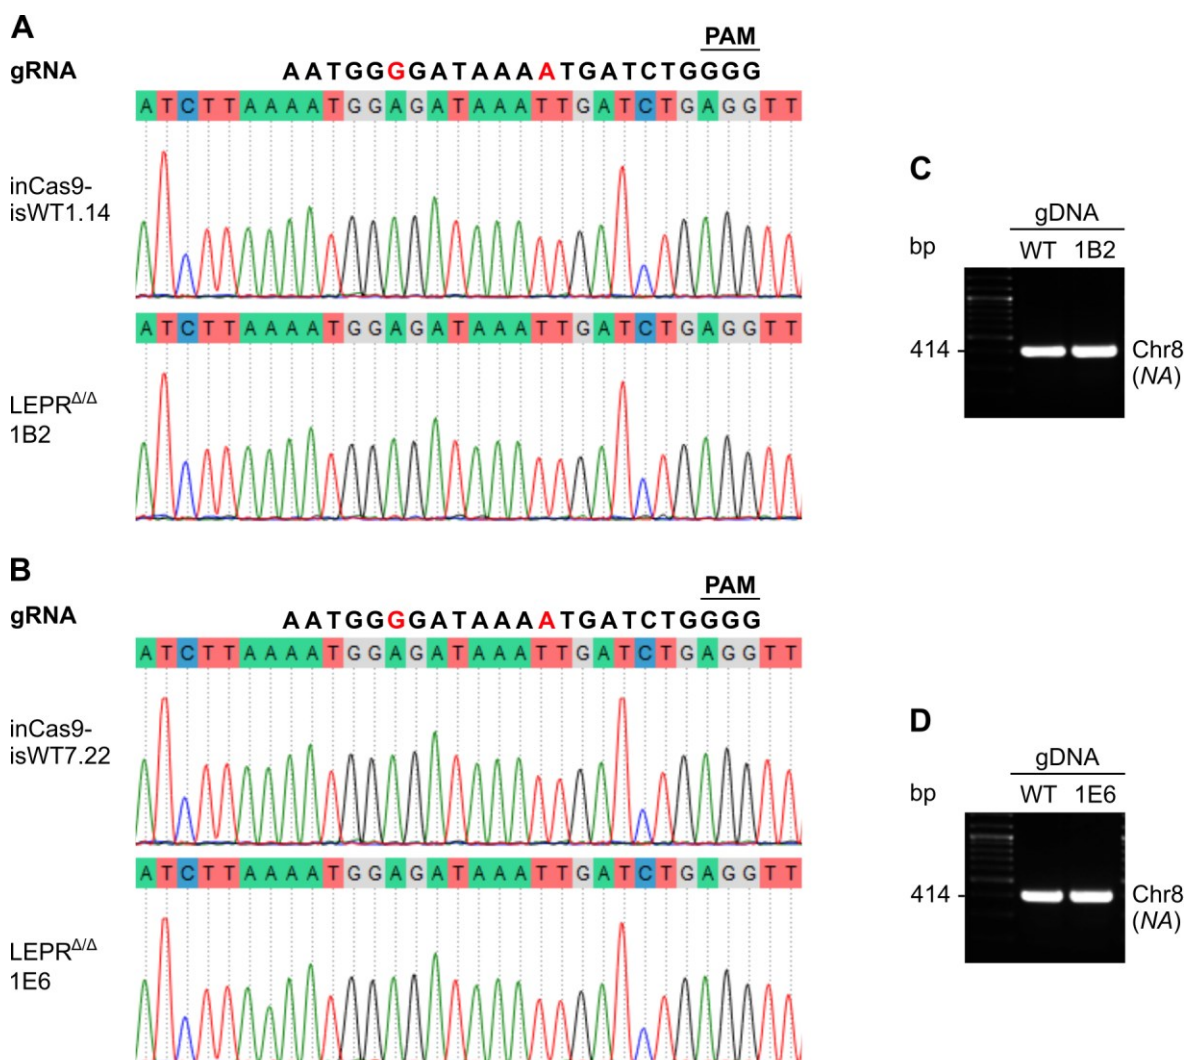 A
PAM
gRNA AATGGGGATAAAATGATCTGGGG
ATCTTAAAATGGAGATAAATTGATCTGAGGTT
inCas9-
isWT1.14
ATCTTAAAATGGAGATAAATTGATCTGAGGTT
LEPRΔ/Δ
1B2
B
PAM
gRNA AATGGGGATAAAATGATCTGGGG
ATCTTAAAATGGAGATAAATTGATCTGAGGTT
inCas9-
isWT7.22
ATCTTAAAATGGAGATAAATTGATCTGAGGTT
LEPRΔ/Δ
1E6
C
gDNA
bp WT 1B2
414 Chr8
(NA)
D
gDNA
bp WT 1E6
414 Chr8
(NA)